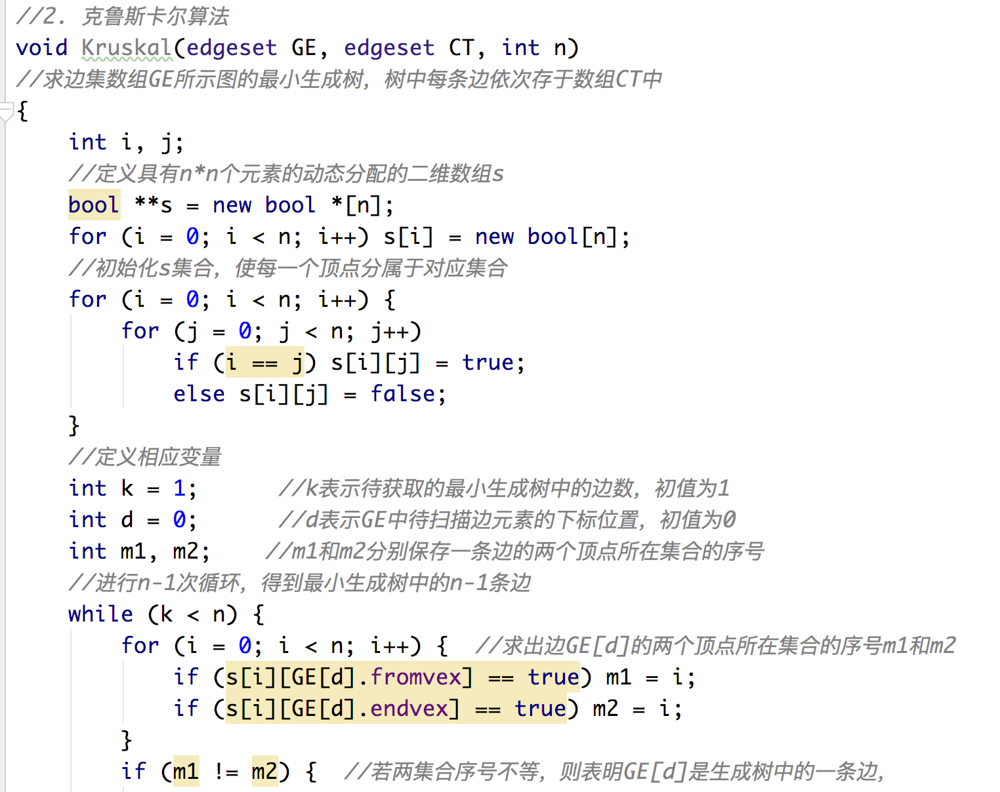 //2. 克鲁斯卡尔算法
void Kruskal(edgeset GE, edgeset CT, int n)
//求边集数组GE所示图的最小生成树，树中每条边依次存于数组CT中
{
    int i, j;
    //定义具有n*n个元素的动态分配的二维数组s
    bool **s = new bool *[n];
    for (i = 0; i < n; i++) s[i] = new bool[n];
    //初始化s集合，使每一个顶点分属于对应集合
    for (i = 0; i < n; i++) {
        for (j = 0; j < n; j++)
            if (i == j) s[i][j] = true;
            else s[i][j] = false;
    }
    //定义相应变量
    int k = 1;      //k表示待获取的最小生成树中的边数，初值为1
    int d = 0;      //d表示GE中待扫描边元素的下标位置，初值为0
    int m1, m2;    //m1和m2分别保存一条边的两个顶点所在集合的序号
    //进行n-1次循环，得到最小生成树中的n-1条边
    while (k < n) {
        for (i = 0; i < n; i++) {  //求出边GE[d]的两个顶点所在集合的序号m1和m2
            if (s[i][GE[d].fromvex] == true) m1 = i;
            if (s[i][GE[d].endvex] == true) m2 = i;
        }
        if (m1 != m2) {  //若两集合序号不等，则表明GE[d]是生成树中的一条边，